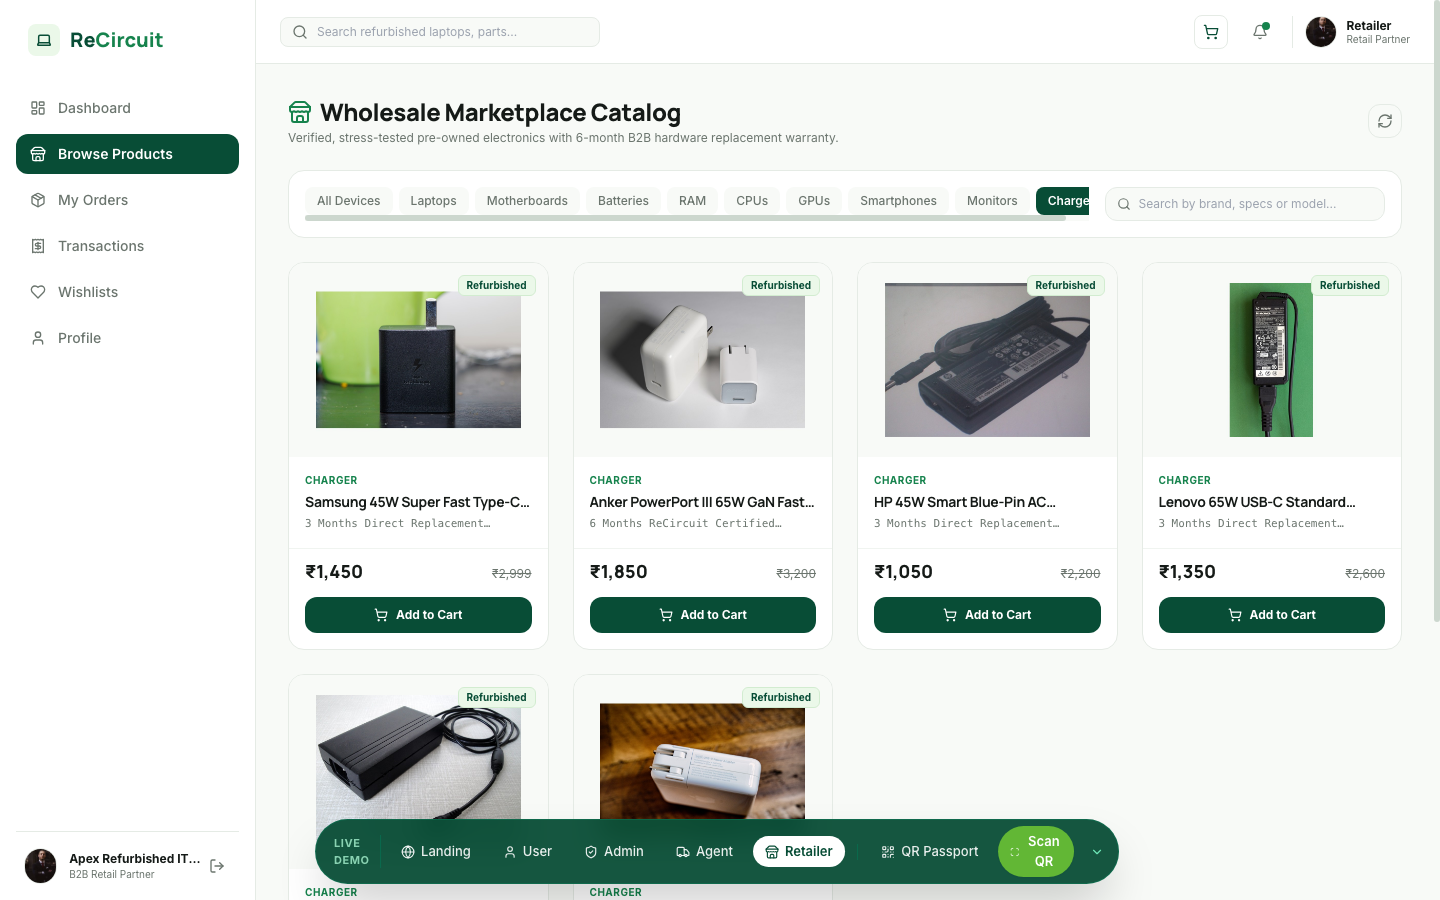 ReCircuit
Search refurbished laptops, parts...
Retailer
Retail Partner
Dashboard
Browse Products
My Orders
Transactions
Wishlists
Profile
Wholesale Marketplace Catalog
Verified, stress-tested pre-owned electronics with 6-month B2B hardware replacement warranty.
All Devices
Laptops
Motherboards
Batteries
RAM
CPUs
GPUs
Smartphones
Monitors
Charge
Search by brand, specs or model...
Refurbished
Refurbished
Refurbished
Refurbished
CHARGER
Samsung 45W Super Fast Type-C...
3 Months Direct Replacement…
₹1,450
₹2,999
Add to Cart
CHARGER
Anker PowerPort III 65W GaN Fast...
6 Months ReCircuit Certified…
₹1,850
₹3,200
Add to Cart
CHARGER
HP 45W Smart Blue-Pin AC...
3 Months Direct Replacement…
₹1,050
₹2,200
Add to Cart
CHARGER
Lenovo 65W USB-C Standard...
3 Months Direct Replacement…
₹1,350
₹2,600
Add to Cart
Refurbished
Refurbished
LIVE DEMO
Landing
User
Admin
Agent
Retailer
QR Passport
Scan QR
CHARGER
CHARGER
Apex Refurbished IT...
B2B Retail Partner